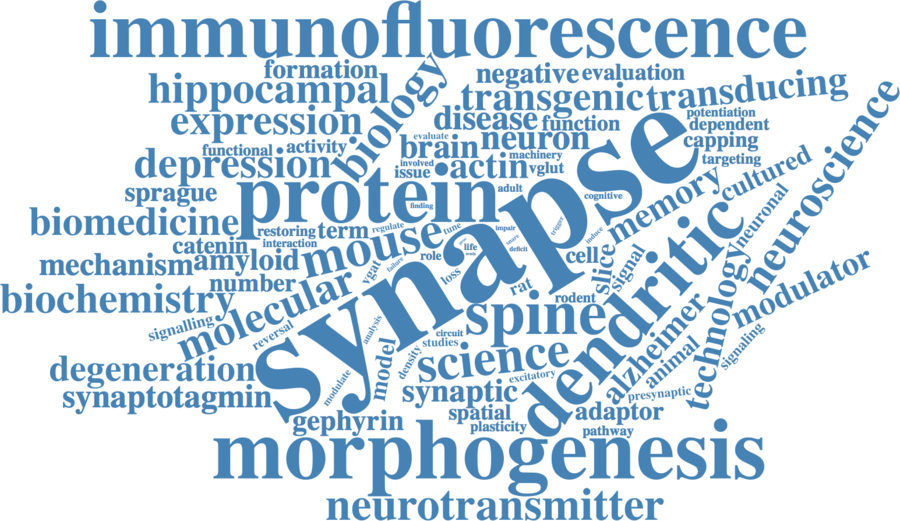 immunofluorescence
formation
negative evaluation
hippocampal
biology
transgenic transducing
expression
disease function
potentiation
dependent
functional activity
evaluate
brain neuron
capping
depression
involved
machinery
issue actin vglut
targeting
neuroscience
sprague
protein
adult
cognitive
memory
cultured
finding
biomedicine
restoring term
regulate
tune
impair
trigger
induce
neuronal
catenin
interaction
mouse
role
life
deficit
synapse
cell
slice
signal
dendritic
mechanism amyloid
vgat
failure
loss
number
rat
rodent
modulator
biochemistry
molecular
spine
technology
signalling
reversal
analysis
circuit
studies
signaling
degeneration
model
density
science
alzheimer
animal
synaptotagmin
modulate
synaptic
excitatory
presynaptic
gephyrin
spatial
adaptor
plasticity
pathway
morphogenesis
neurotransmitter